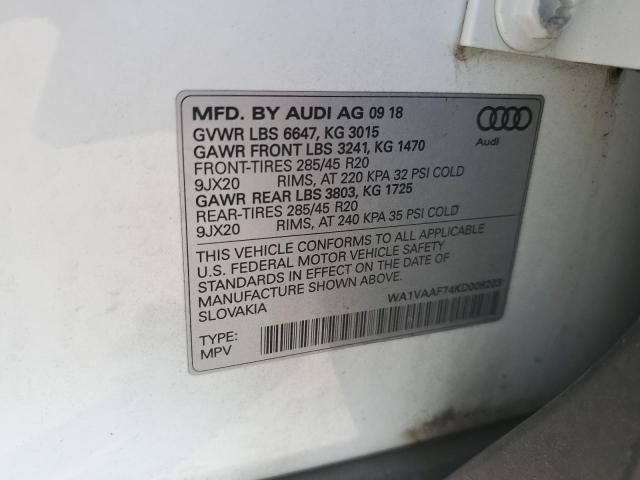 MFD. BY AUDI AG 09 18
GVWR LBS 6647, KG 3015
GAWR FRONT LBS 3241, KG 1470
FRONT-TIRES 285/45 R20
9JX20 RIMS, AT 220 KPA 32 PSI COLD
GAWR REAR LBS 3803, KG 1725
REAR-TIRES 285/45 R20
9JX20 RIMS, AT 240 KPA 35 PSI COLD
Audi
THIS VEHICLE CONFORMS TO ALL APPLICABLE
U.S. FEDERAL MOTOR VEHICLE SAFETY
STANDARDS IN EFFECT ON THE DATE OF
MANUFACTURE SHOWN ABOVE.
SLOVAKIA
WA1VAAF74KD008203
TYPE:
MPV